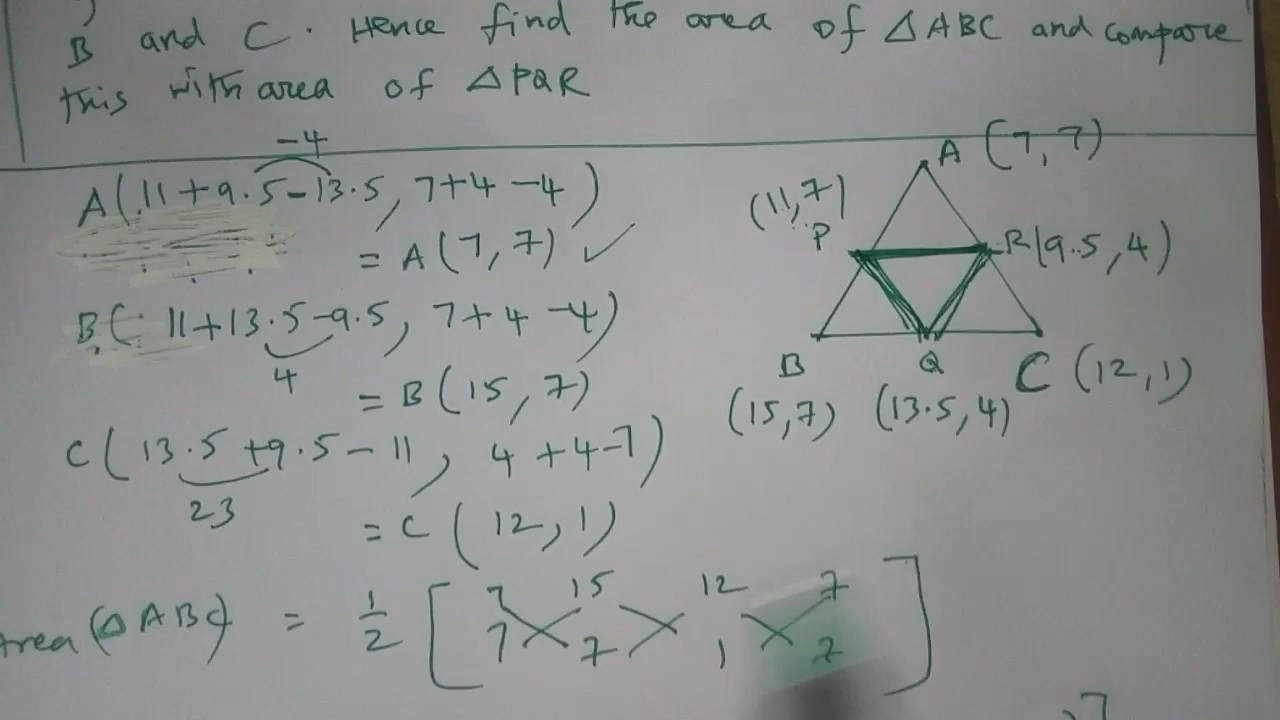 B and C. Hence find the area of △ABC and compare
this with area of △PQR
-4
A(11+9.5-13.5, 7+4-4)
= A(7,7) ✓
B(11+13.5-9.5, 7+4-4)
4
= B(15,7)
C(13.5+9.5-11, 4+4-7)
23
= C(12,1)
Area (△ABC) = 1/2 [ 7 15 12 7
7 7 1 7 ]
A (7,7)
(11,7)
P
R(9.5,4)
B Q C (12,1)
(15,7) (13.5,4)